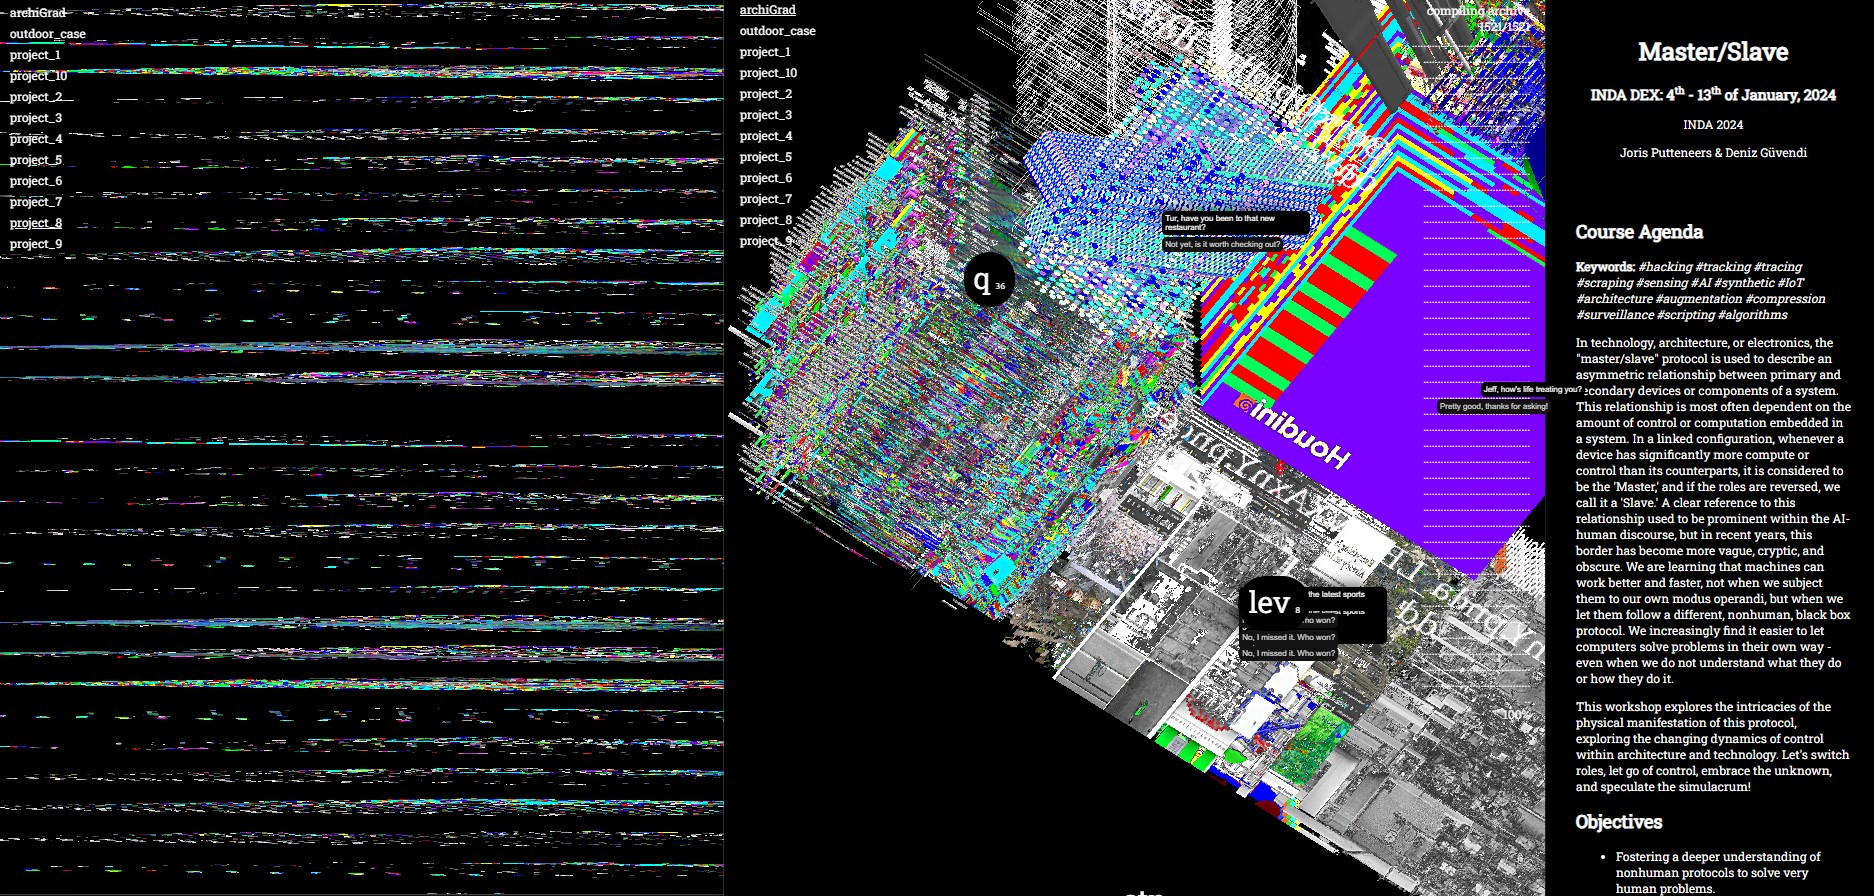 archiGrad
outdoor_case
project_1
project_10
project_2
project_3
project_4
project_5
project_6
project_7
project_8
project_9
archiGrad
outdoor_case
project_1
project_10
project_2
project_3
project_4
project_5
project_6
project_7
project_8
project_9
compiling archive
1521/1521
Tur, have you been to that new
restaurant?
Not yet, is it worth checking out?
q 36
Jeff, how's life treating you?
Pretty good, thanks for asking!
Houdini
lev 8
the latest sports
no won?
No, I missed it. Who won?
No, I missed it. Who won?
100%
Master/Slave
INDA DEX: 4th - 13th of January, 2024
INDA 2024
Joris Putteneers & Deniz Güvendi
Course Agenda
Keywords: #hacking #tracking #tracing
#scraping #sensing #AI #synthetic #IoT
#architecture #augmentation #compression
#surveillance #scripting #algorithms
In technology, architecture, or electronics, the
"master/slave" protocol is used to describe an
asymmetric relationship between primary and
secondary devices or components of a system.
This relationship is most often dependent on the
amount of control or computation embedded in
a system. In a linked configuration, whenever a
device has significantly more compute or
control than its counterparts, it is considered to
be the 'Master,' and if the roles are reversed, we
call it a 'Slave.' A clear reference to this
relationship used to be prominent within the AI-
human discourse, but in recent years, this
border has become more vague, cryptic, and
obscure. We are learning that machines can
work better and faster, not when we subject
them to our own modus operandi, but when we
let them follow a different, nonhuman, black box
protocol. We increasingly find it easier to let
computers solve problems in their own way -
even when we do not understand what they do
or how they do it.
This workshop explores the intricacies of the
physical manifestation of this protocol,
exploring the changing dynamics of control
within architecture and technology. Let's switch
roles, let go of control, embrace the unknown,
and speculate the simulacrum!
Objectives
• Fostering a deeper understanding of
nonhuman protocols to solve very
human problems.